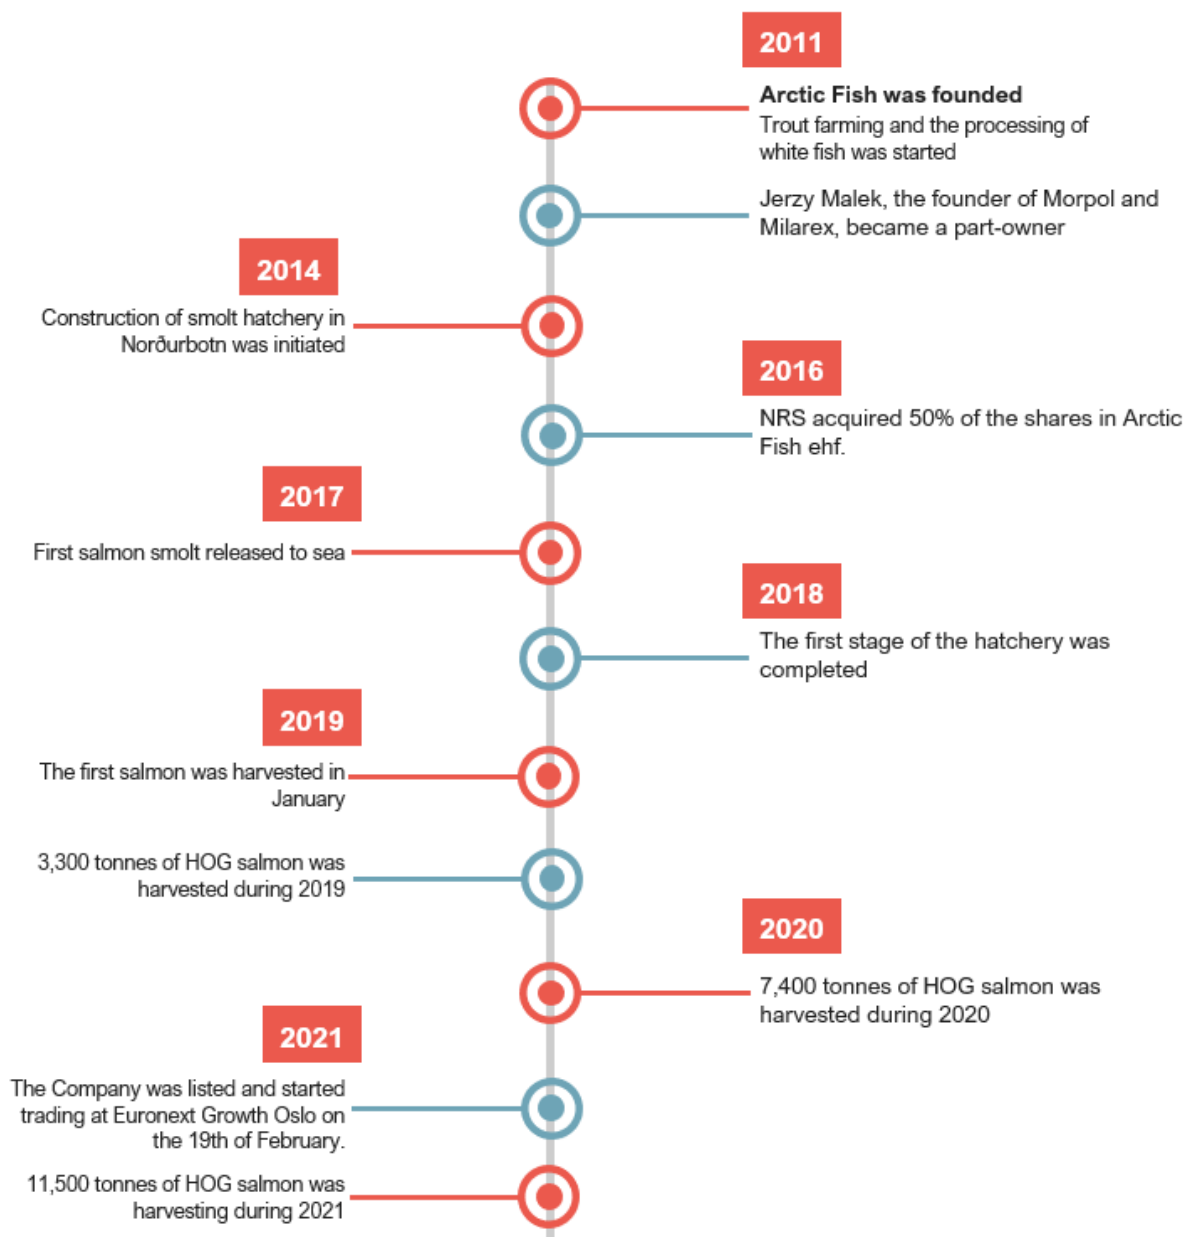 2011
Arctic Fish was founded
Trout farming and the processing of
white fish was started
Jerzy Malek, the founder of Morpol and
Milarex, became a part-owner
2014
Construction of smolt hatchery in
Norðurbotn was initiated
2016
NRS acquired 50% of the shares in Arctic
Fish ehf.
2017
First salmon smolt released to sea
2018
The first stage of the hatchery was
completed
2019
The first salmon was harvested in
January
3,300 tonnes of HOG salmon was
harvested during 2019
2020
7,400 tonnes of HOG salmon was
harvested during 2020
2021
The Company was listed and started
trading at Euronext Growth Oslo on
the 19th of February.
11,500 tonnes of HOG salmon was
harvesting during 2021